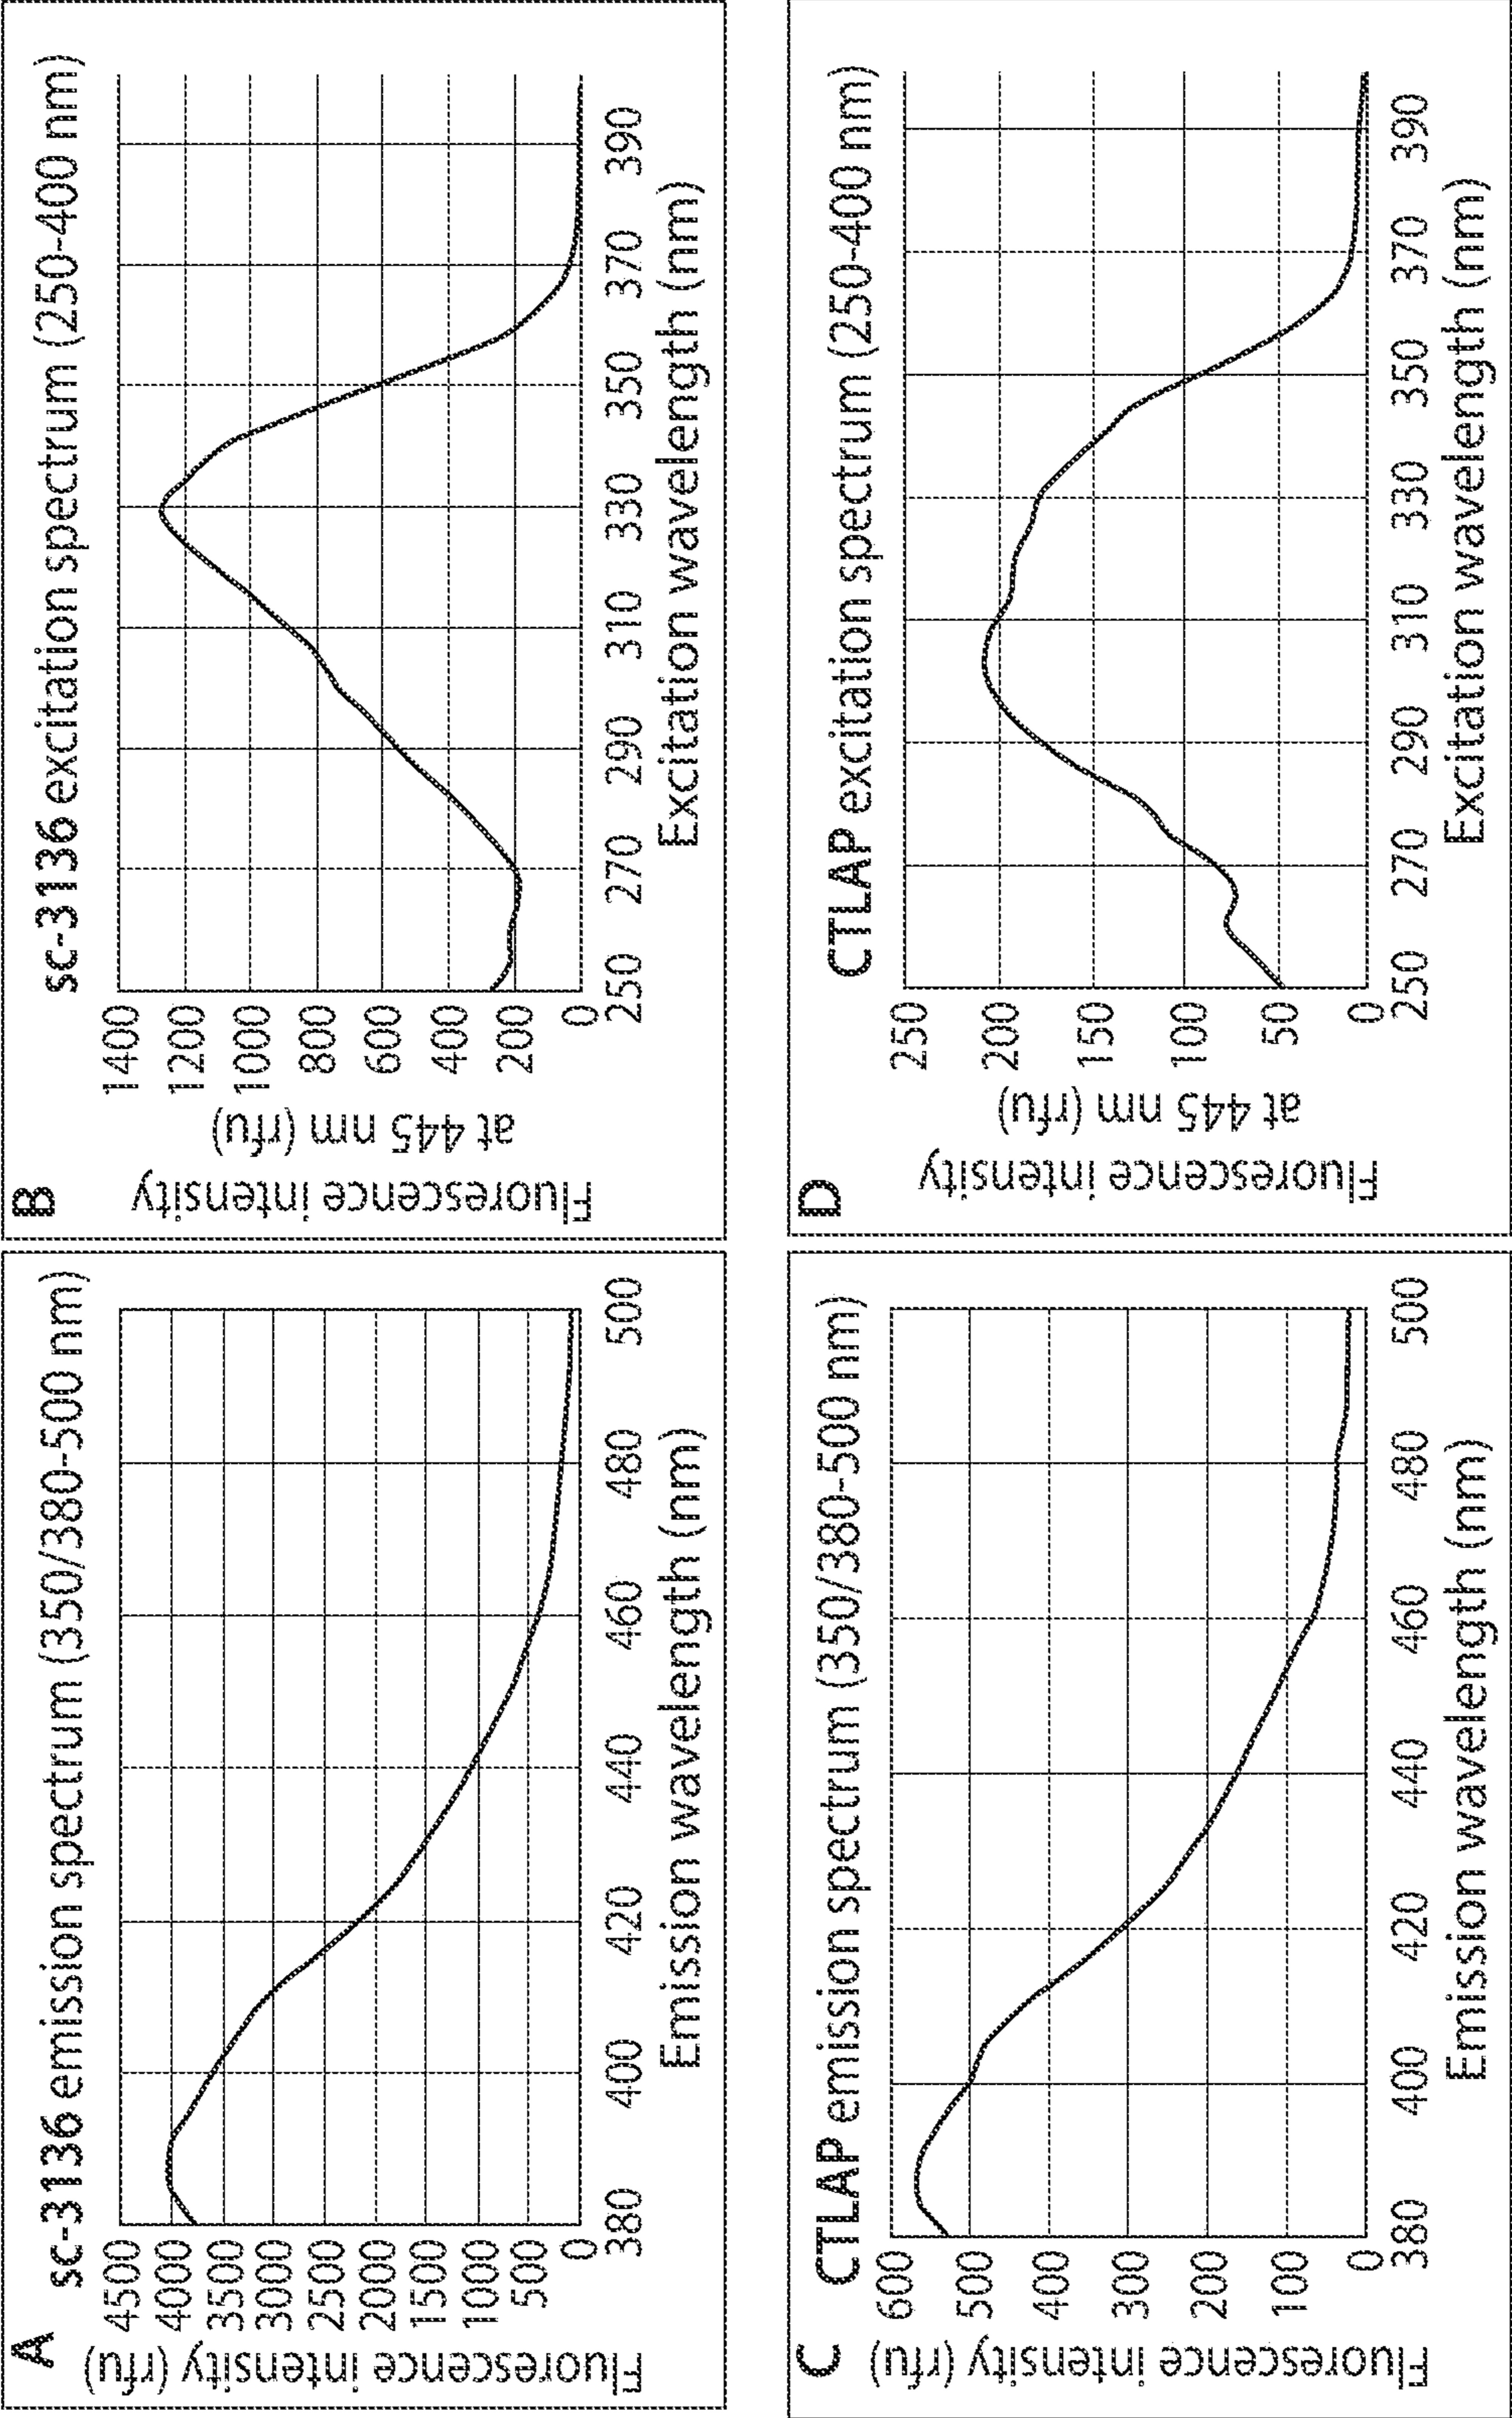 A
sc-3136 emission spectrum (350/380-500 nm)
Fluorescence intensity (rfu)
4500
4000
3500
3000
2500
2000
1500
1000
500
0
380 400 420 440 460 480 500
Emission wavelength (nm)
B
sc-3136 excitation spectrum (250-400 nm)
Fluorescence intensity
at 445 nm (rfu)
1400
1200
1000
800
600
400
200
0
250 270 290 310 330 350 370 390
Excitation wavelength (nm)
C
CTLAP emission spectrum (350/380-500 nm)
Fluorescence intensity (rfu)
600
500
400
300
200
100
0
380 400 420 440 460 480 500
Emission wavelength (nm)
D
CTLAP excitation spectrum (250-400 nm)
Fluorescence intensity
at 445 nm (rfu)
250
200
150
100
50
0
250 270 290 310 330 350 370 390
Excitation wavelength (nm)